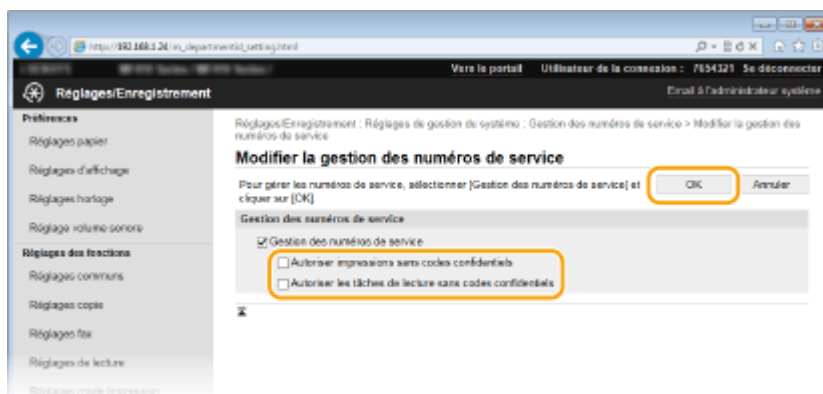 http://192.168.1.24/m_departmentid_setting.html
Vers le portail Utilisateur de la connexion : 7654321 Se déconnecter
Réglages/Enregistrement
Email à l'administrateur système
Préférences
Réglages papier
Réglages d'affichage
Réglages horloge
Réglage volume sonore
Réglages des fonctions
Réglages communs
Réglages copie
Réglages fax
Réglages de lecture
Réglages mode Impression
Réglages/Enregistrement : Réglages de gestion du système : Gestion des numéros de service > Modifier la gestion des
numéros de service
Modifier la gestion des numéros de service
Pour gérer les numéros de service, sélectionner [Gestion des numéros de service] et
cliquer sur [OK].
OK
Annuler
Gestion des numéros de service
Gestion des numéros de service
Autoriser impressions sans codes confidentiels
Autoriser les tâches de lecture sans codes confidentiels